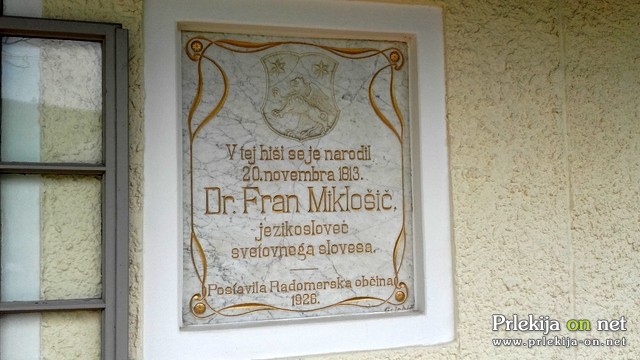 V tej hiši se je narodil
20. novembra 1813.
Dr. Fran Miklošič,
jezikoslovec
svetovnega slovesa.
Postavila Radomerska občina
1926.
Prlekija on net
www.prlekija-on.net